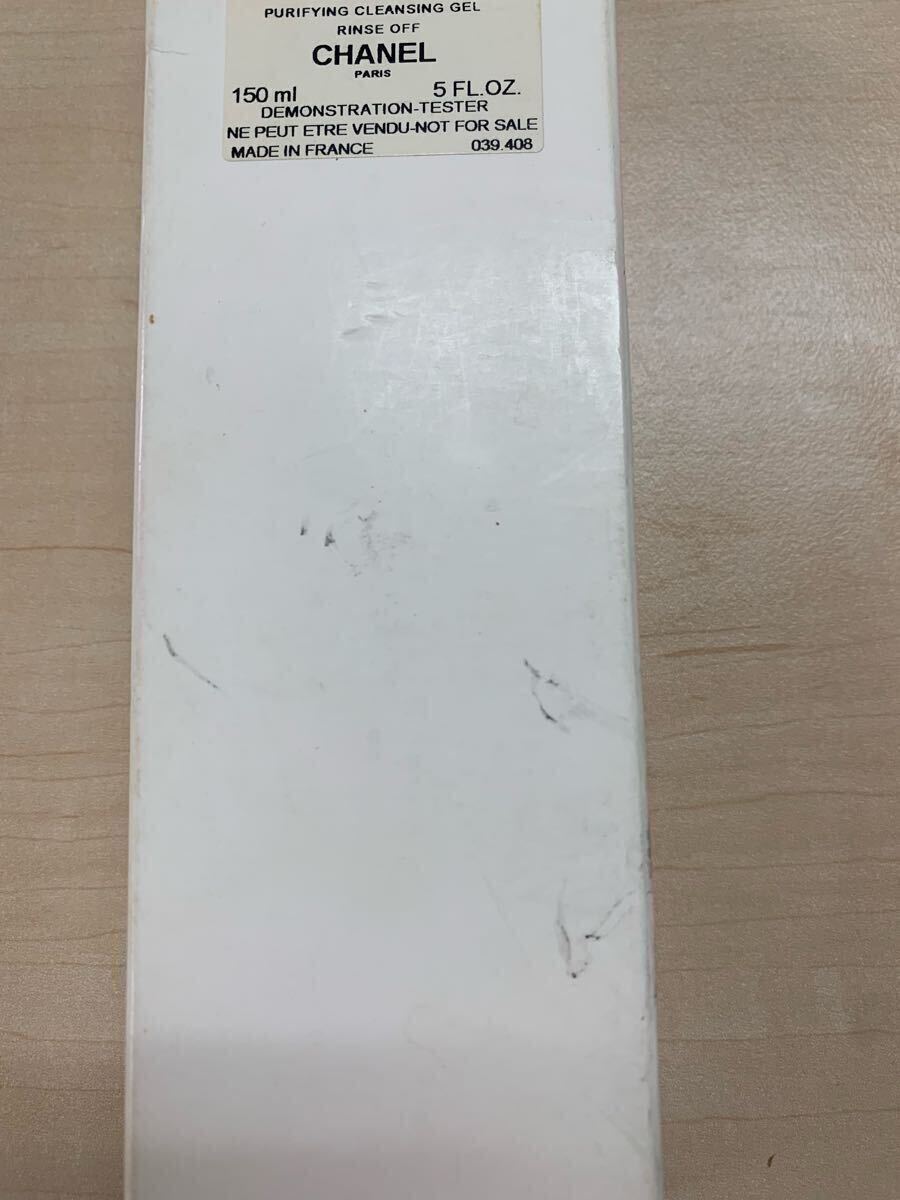 PURIFYING CLEANSING GEL
RINSE OFF
CHANEL
PARIS
150 ml 5 FL.OZ.
DEMONSTRATION-TESTER
NE PEUT ETRE VENDU-NOT FOR SALE
MADE IN FRANCE 039.408